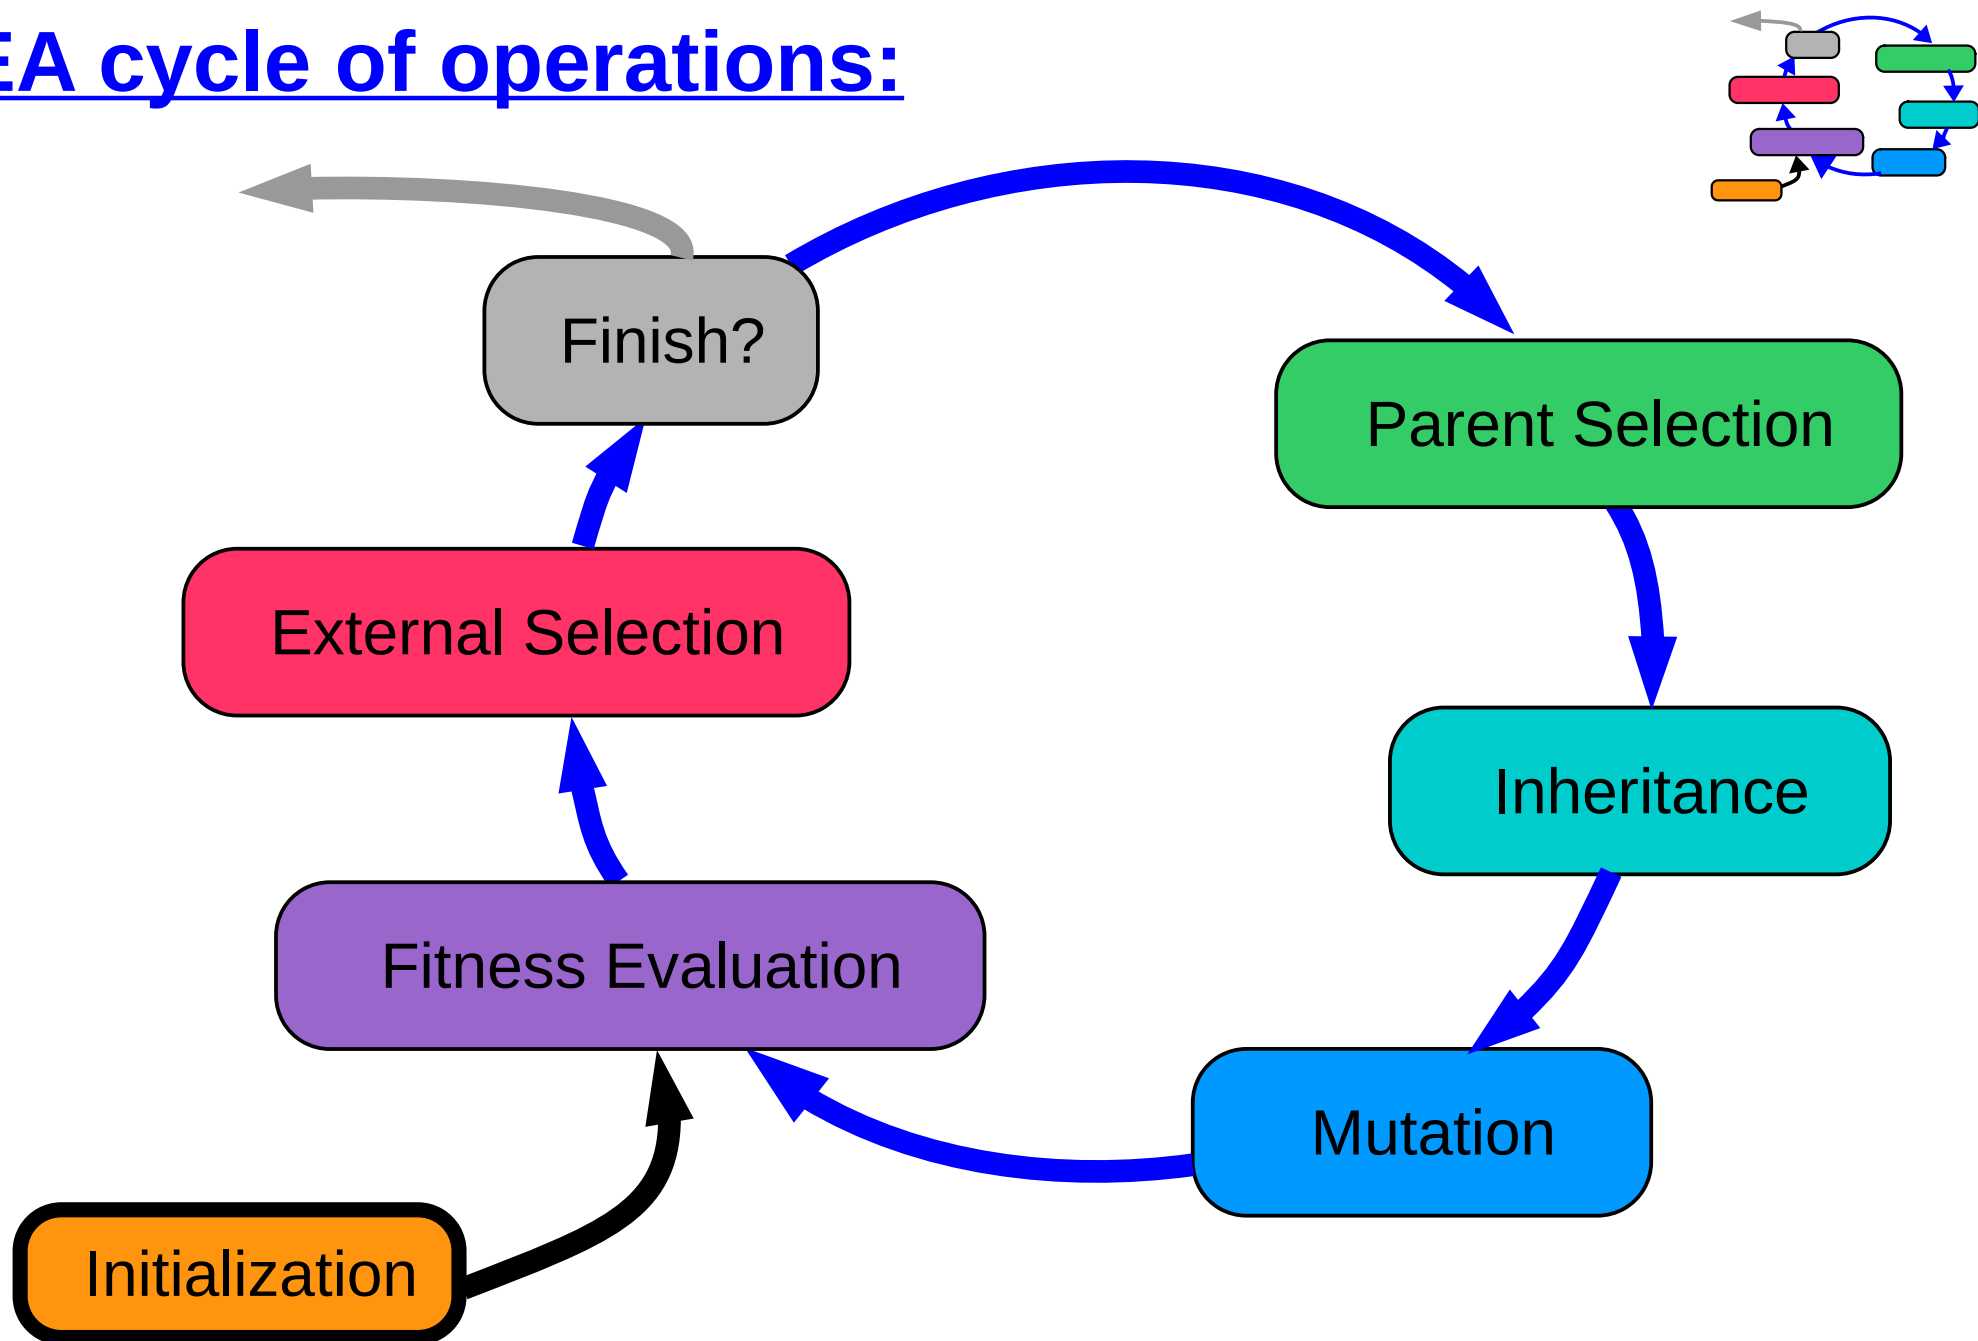 EA cycle of operations:
Finish?
Parent Selection
External Selection
Inheritance
Fitness Evaluation
Mutation
Initialization